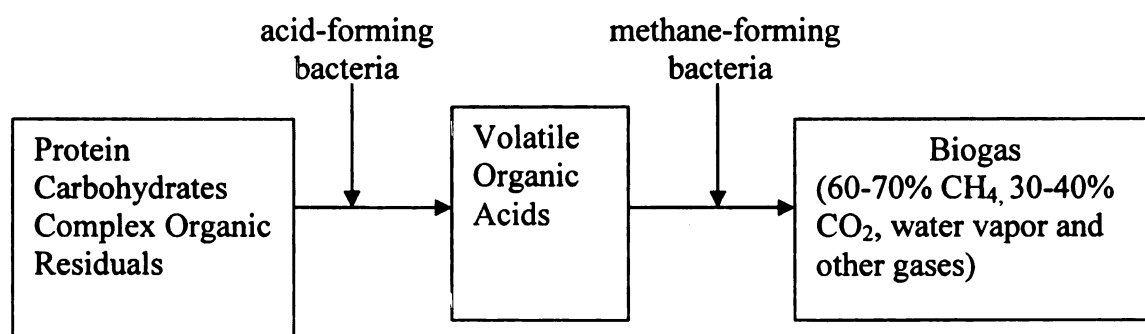 acid-forming
bacteria
methane-forming
bacteria
Protein
Carbohydrates
Complex Organic
Residuals
Volatile
Organic
Acids
Biogas
(60-70% CH₄, 30-40%
CO₂, water vapor and
other gases)